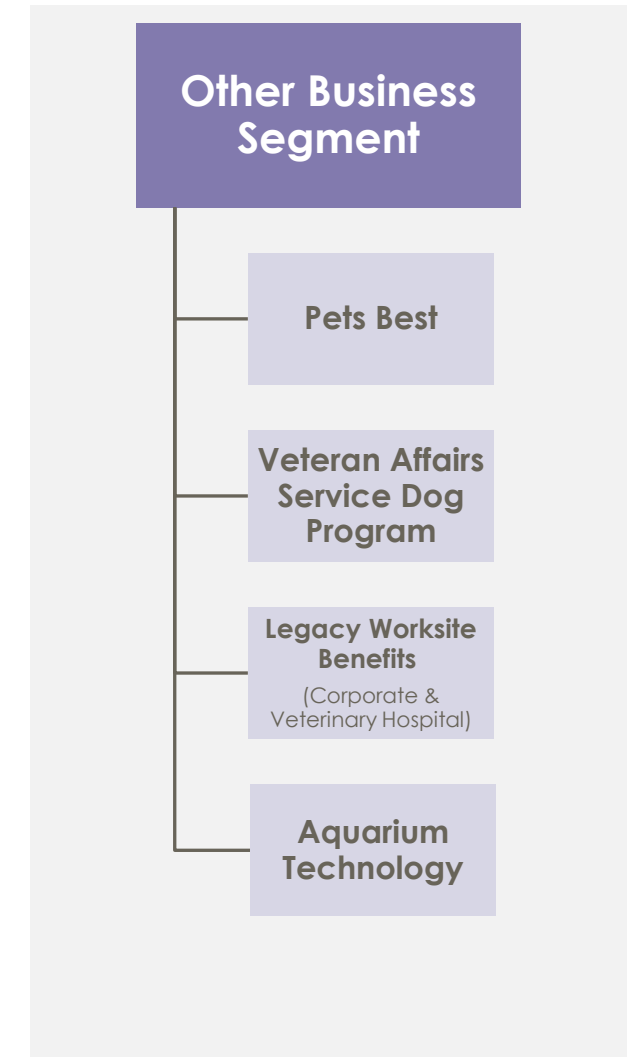 Other Business
Segment
Pets Best
Veteran Affairs
Service Dog
Program
Legacy Worksite
Benefits
(Corporate &
Veterinary Hospital)
Aquarium
Technology